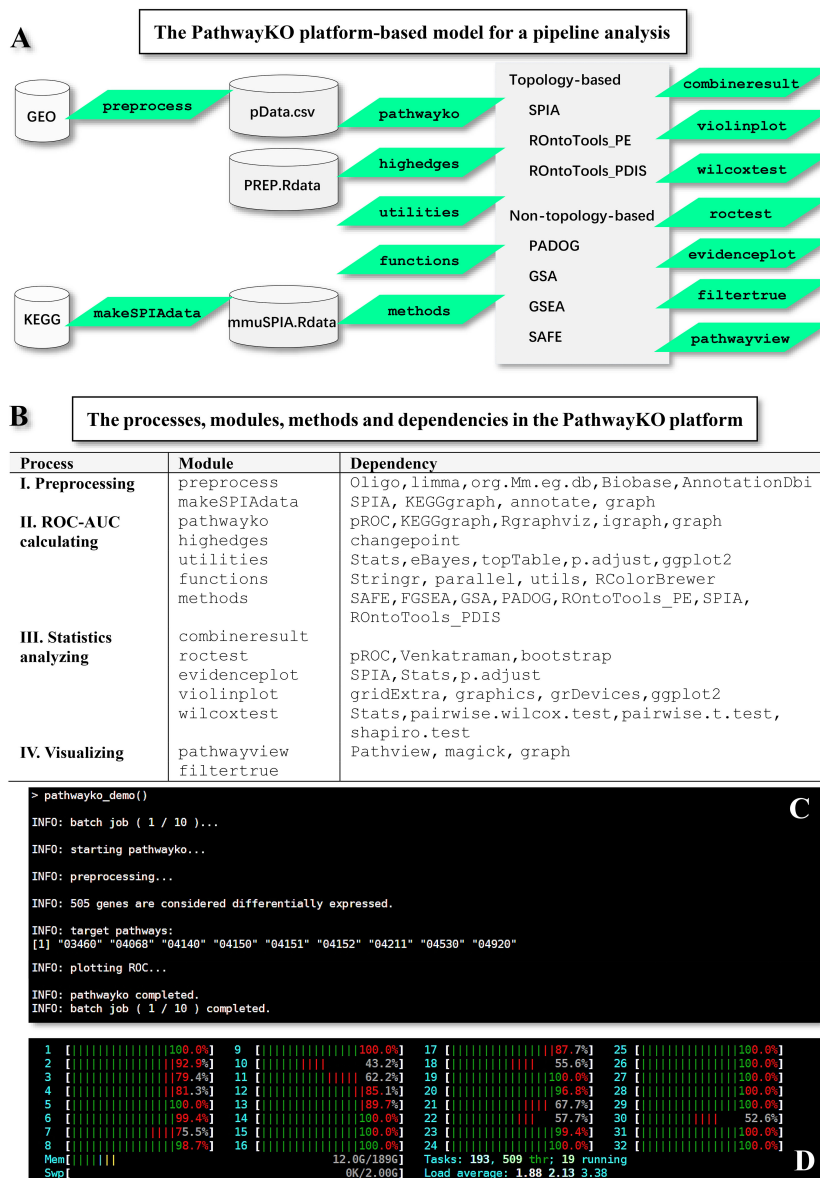 A
The PathwayKO platform-based model for a pipeline analysis
GEO
preprocess
pData.csv
PREP.Rdata
KEGG
makeSPIAdata
mmuSPIA.Rdata
pathwayko
highedges
utilities
functions
methods
Topology-based
SPIA
ROntoTools_PE
ROntoTools_PDIS
Non-topology-based
PADOG
GSA
GSEA
SAFE
combineresult
violinplot
wilcoxtest
roctest
evidenceplot
filtertrue
pathwayview
B
The processes, modules, methods and dependencies in the PathwayKO platform
Process Module Dependency
I. Preprocessing preprocess Oligo,limma,org.Mm.eg.db,Biobase,AnnotationDbi
makeSPIAdata SPIA, KEGGgraph, annotate, graph
II. ROC-AUC pathwayko pROC,KEGGgraph,Rgraphviz,igraph,graph
calculating highedges changepoint
utilities Stats,eBayes,topTable,p.adjust,ggplot2
functions Stringr, parallel, utils, RColorBrewer
methods SAFE,FGSEA,GSA,PADOG,ROntoTools_PE,SPIA,
ROntoTools_PDIS
III. Statistics combineresult
analyzing roctest pROC,Venkatraman,bootstrap
evidenceplot SPIA,Stats,p.adjust
violinplot gridExtra, graphics, grDevices,ggplot2
wilcoxtest Stats,pairwise.wilcox.test,pairwise.t.test,
shapiro.test
IV. Visualizing pathwayview Pathview, magick, graph
filtertrue
C
> pathwayko_demo()
INFO: batch job ( 1 / 10 )...
INFO: starting pathwayko...
INFO: preprocessing...
INFO: 505 genes are considered differentially expressed.
INFO: target pathways:
[1] "03460" "04068" "04140" "04150" "04151" "04152" "04211" "04530" "04920"
INFO: plotting ROC...
INFO: pathwayko completed.
INFO: batch job ( 1 / 10 ) completed.
1 [100.0%] 9 [100.0%] 17 [87.7%] 25 [100.0%]
2 [92.9%] 10 [43.2%] 18 [55.6%] 26 [100.0%]
3 [79.4%] 11 [62.2%] 19 [100.0%] 27 [100.0%]
4 [81.3%] 12 [85.1%] 20 [96.8%] 28 [100.0%]
5 [100.0%] 13 [89.7%] 21 [67.7%] 29 [100.0%]
6 [99.4%] 14 [100.0%] 22 [57.7%] 30 [52.6%]
7 [75.5%] 15 [100.0%] 23 [99.4%] 31 [100.0%]
8 [98.7%] 16 [100.0%] 24 [100.0%] 32 [100.0%]
Mem[12.0G/189G] Tasks: 193, 509 thr; 19 running
Swp[0K/2.00G] Load average: 1.88 2.13 3.38
D